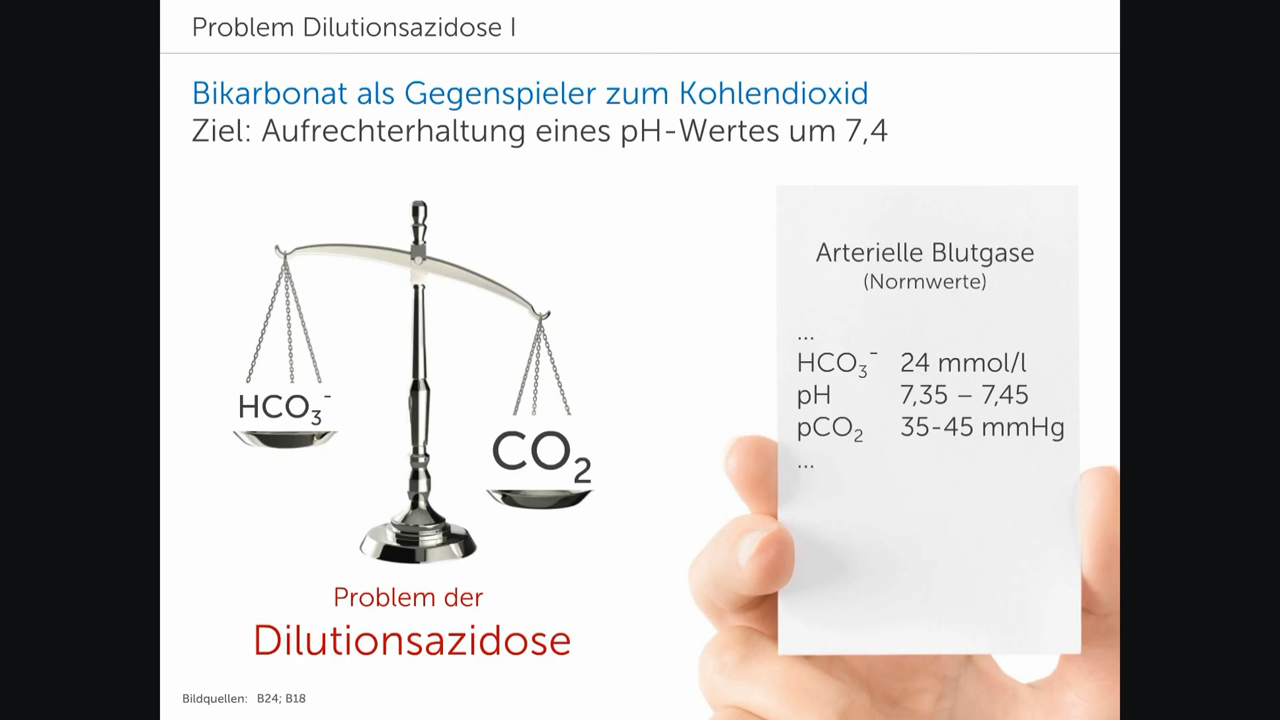 Problem Dilutionsazidose I
Bikarbonat als Gegenspieler zum Kohlendioxid
Ziel: Aufrechterhaltung eines pH-Wertes um 7,4
HCO₃⁻
CO₂
Problem der
Dilutionsazidose
Arterielle Blutgase
(Normwerte)
...
HCO₃⁻ 24 mmol/l
pH 7,35 – 7,45
pCO₂ 35-45 mmHg
...
Bildquellen: B24; B18